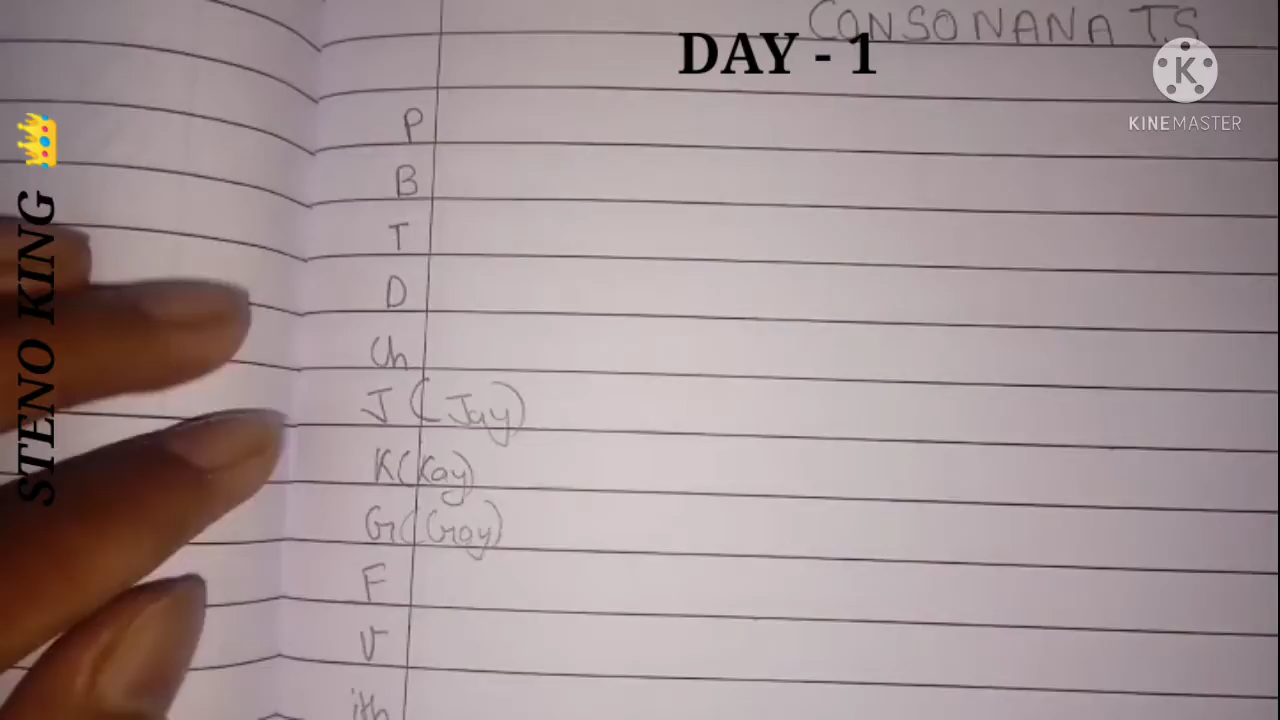 CONSONANATS
DAY - 1
KINEMASTER
STENO KING
P
B
T
D
Ch
J (Jay)
K (Kay)
G (Gay)
F
V
ith